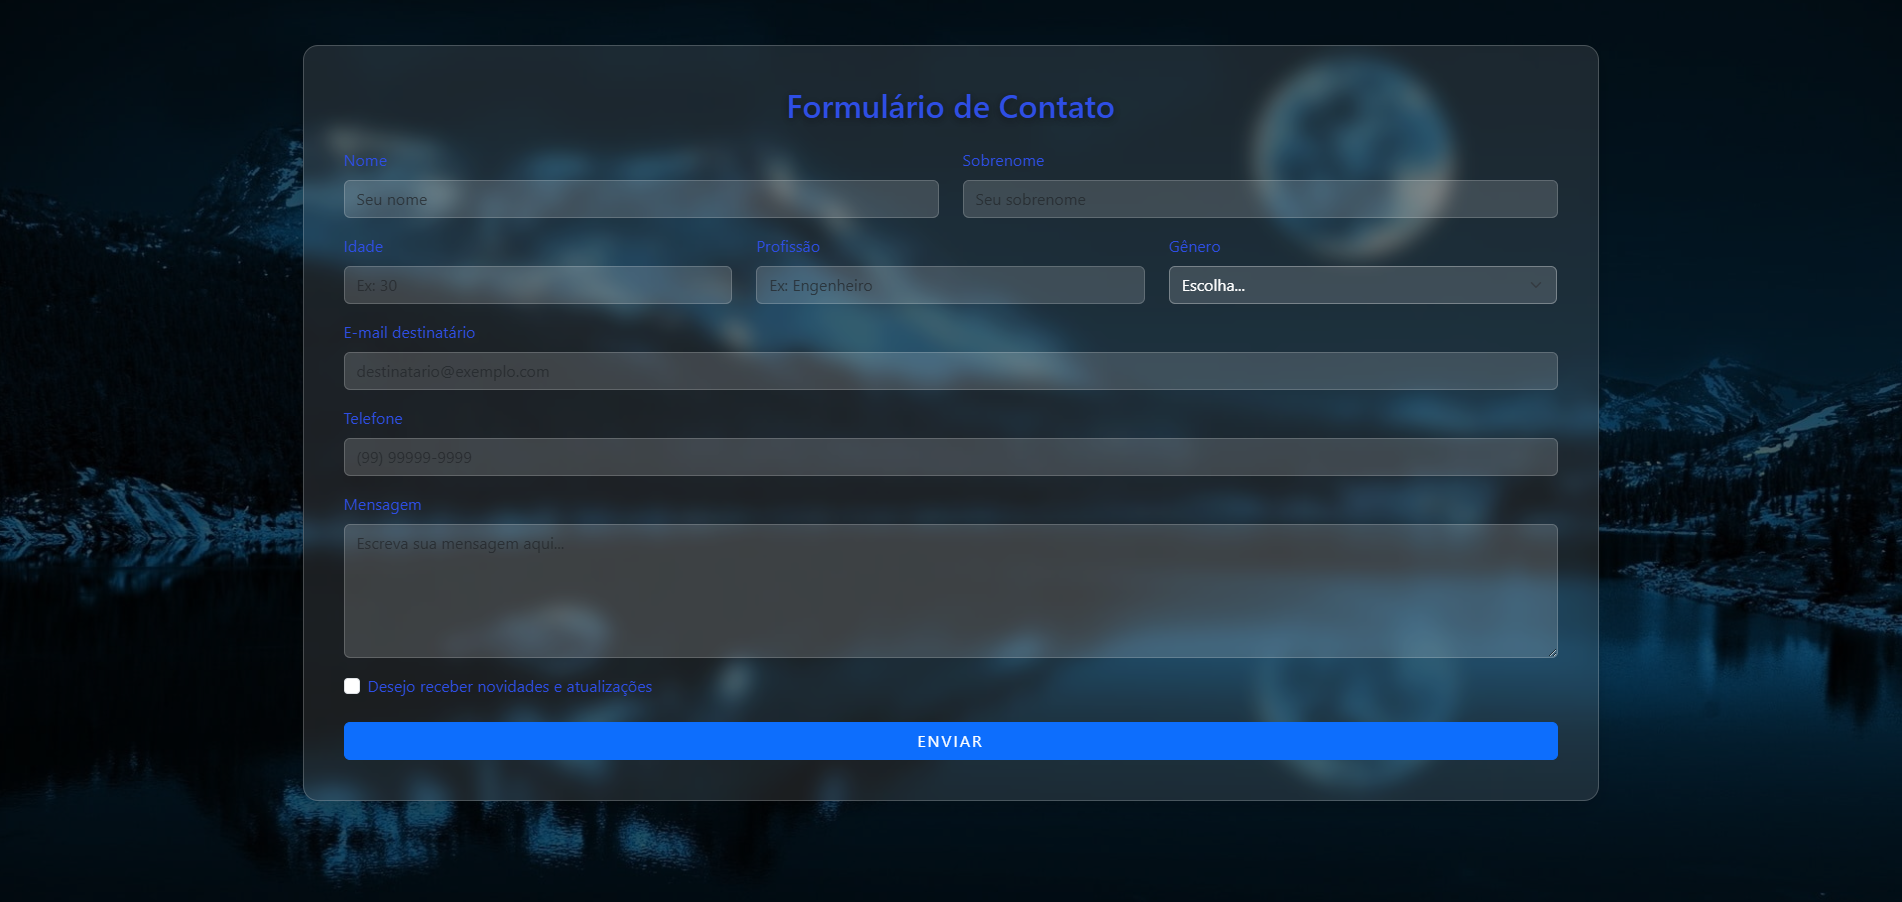 Formulário de Contato
Nome
Sobrenome
Seu nome
Seu sobrenome
Idade
Profissão
Gênero
Ex: 30
Ex: Engenheiro
Escolha...
E-mail destinatário
destinatario@exemplo.com
Telefone
(99) 99999-9999
Mensagem
Escreva sua mensagem aqui...
Desejo receber novidades e atualizações
ENVIAR